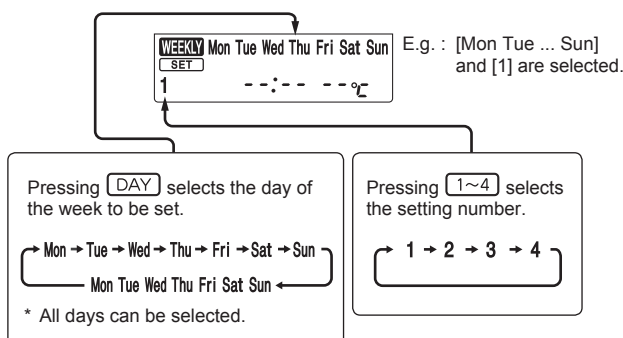 WEEKLY Mon Tue Wed Thu Fri Sat Sun
SET
1 --:-- --℃
E.g. : [Mon Tue ... Sun]
and [1] are selected.
Pressing DAY selects the day of
the week to be set.
Mon → Tue → Wed → Thu → Fri → Sat → Sun
Mon Tue Wed Thu Fri Sat Sun
* All days can be selected.
Pressing 1~4 selects
the setting number.
1 → 2 → 3 → 4